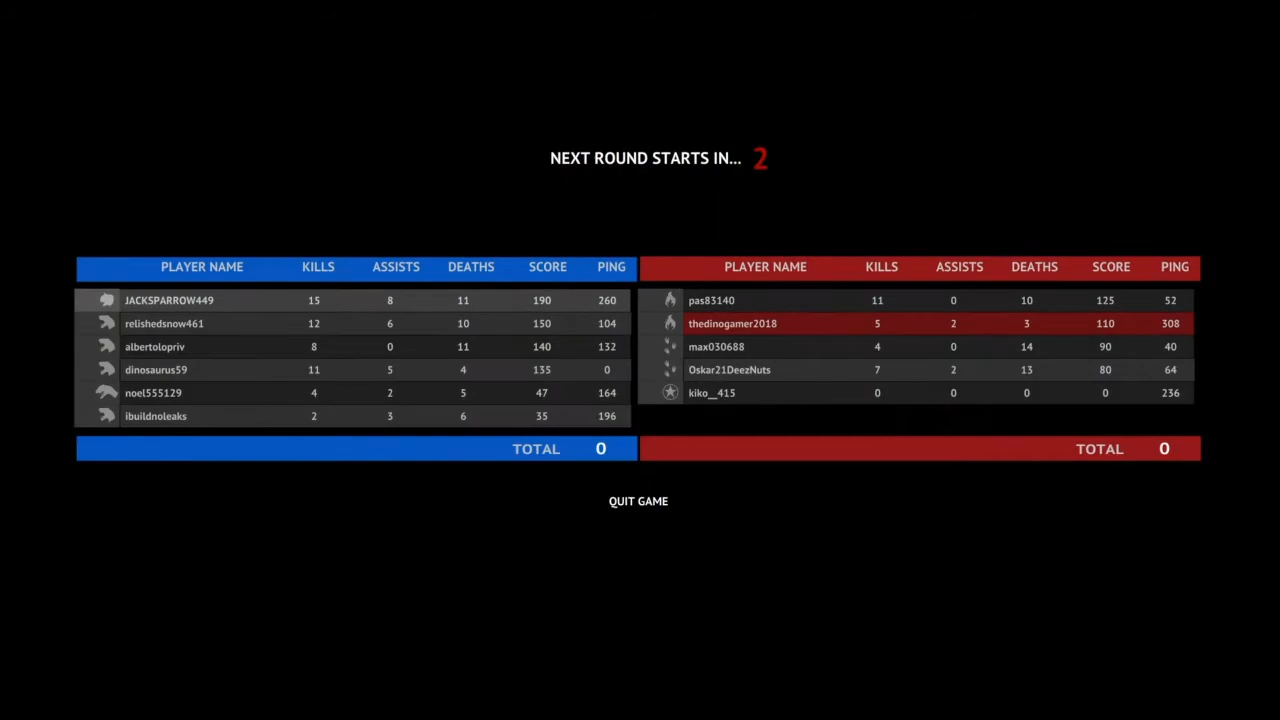 NEXT ROUND STARTS IN... 2
PLAYER NAME KILLS ASSISTS DEATHS SCORE PING
JACKSPARROW449 15 8 11 190 260
relishedsnow461 12 6 10 150 104
albertolopriv 8 0 11 140 132
dinosaurus59 11 5 4 135 0
noel555129 4 2 5 47 164
ibuildnoleaks 2 3 6 35 196
TOTAL 0
PLAYER NAME KILLS ASSISTS DEATHS SCORE PING
pas83140 11 0 10 125 52
thedinogamer2018 5 2 3 110 308
max030688 4 0 14 90 40
Oskar21DeezNuts 7 2 13 80 64
kiko__415 0 0 0 0 236
TOTAL 0
QUIT GAME